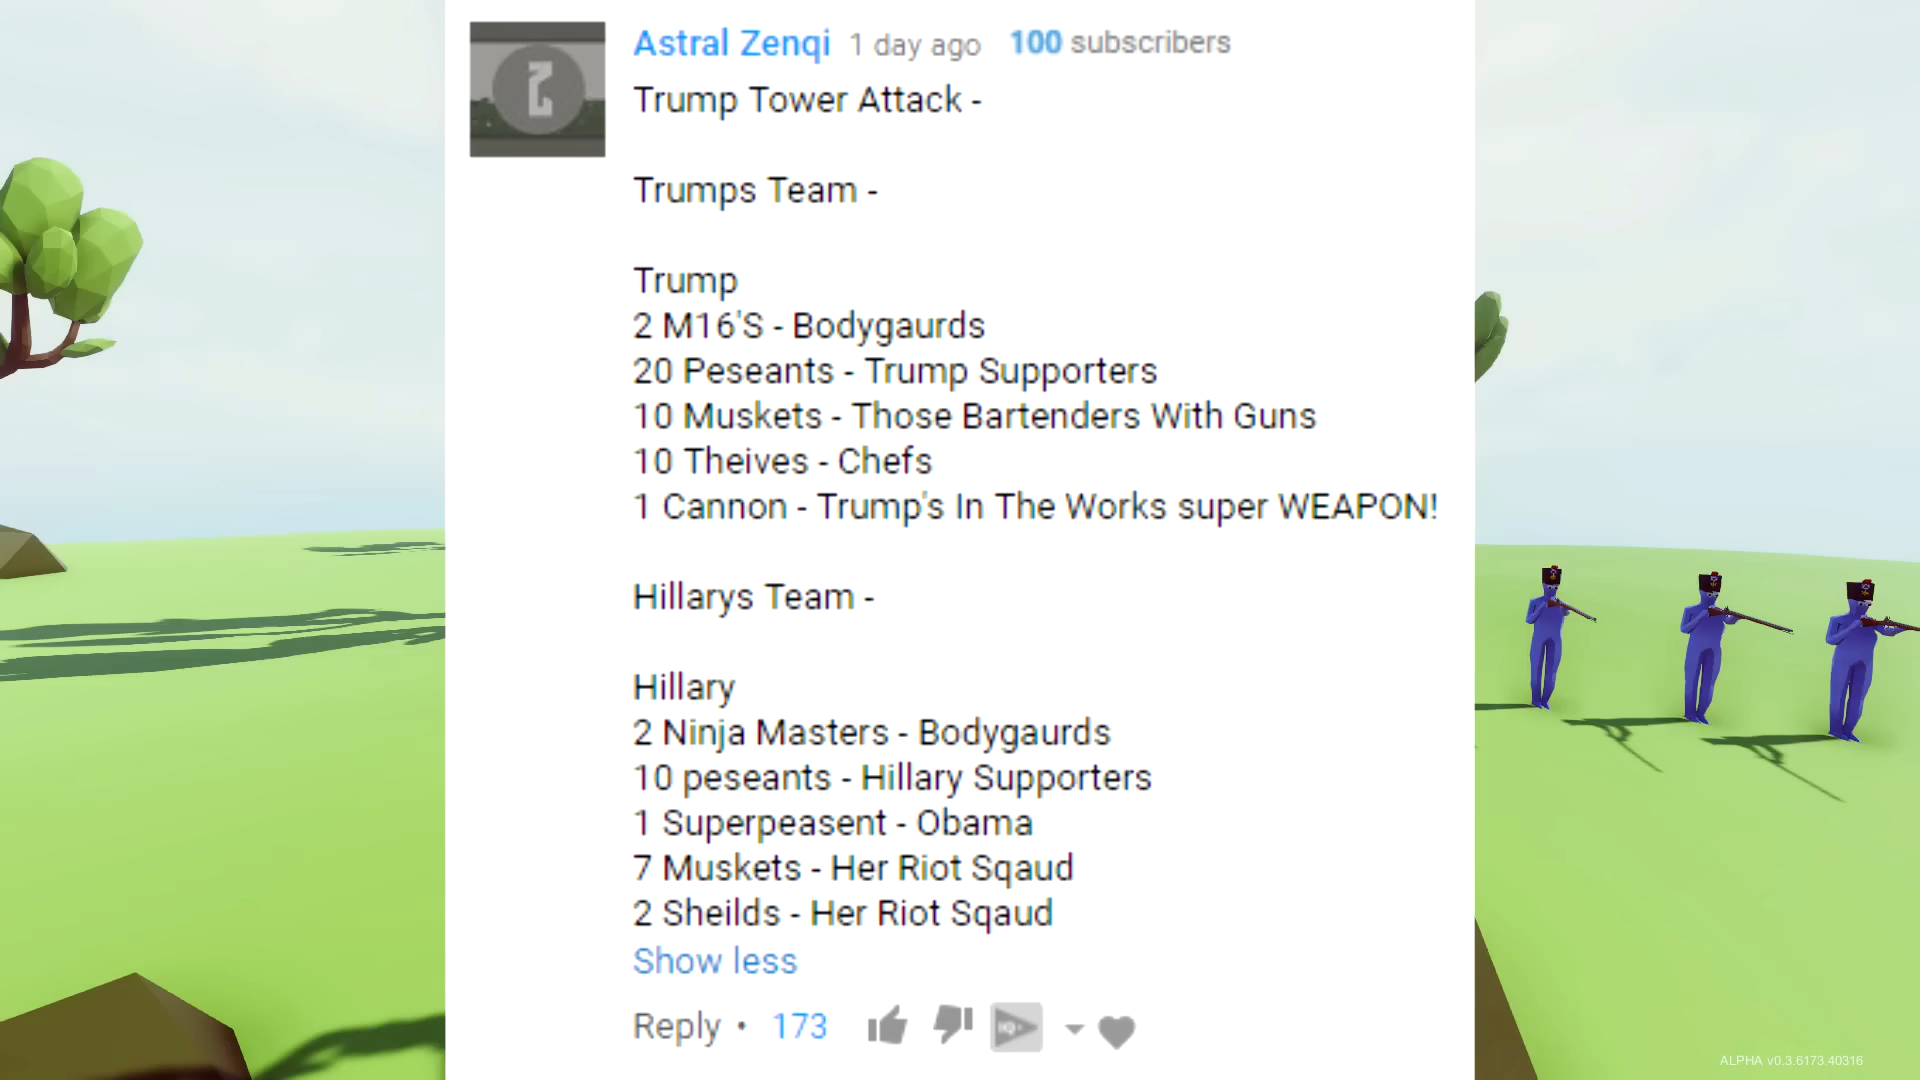 Astral Zenqi 1 day ago 100 subscribers
Trump Tower Attack -
Trumps Team -
Trump
2 M16'S - Bodygaurds
20 Peseants - Trump Supporters
10 Muskets - Those Bartenders With Guns
10 Theives - Chefs
1 Cannon - Trump's In The Works super WEAPON!
Hillarys Team -
Hillary
2 Ninja Masters - Bodygaurds
10 peseants - Hillary Supporters
1 Superpeasent - Obama
7 Muskets - Her Riot Sqaud
2 Sheilds - Her Riot Sqaud
Show less
Reply • 173
ALPHA v0.3.6173.40316